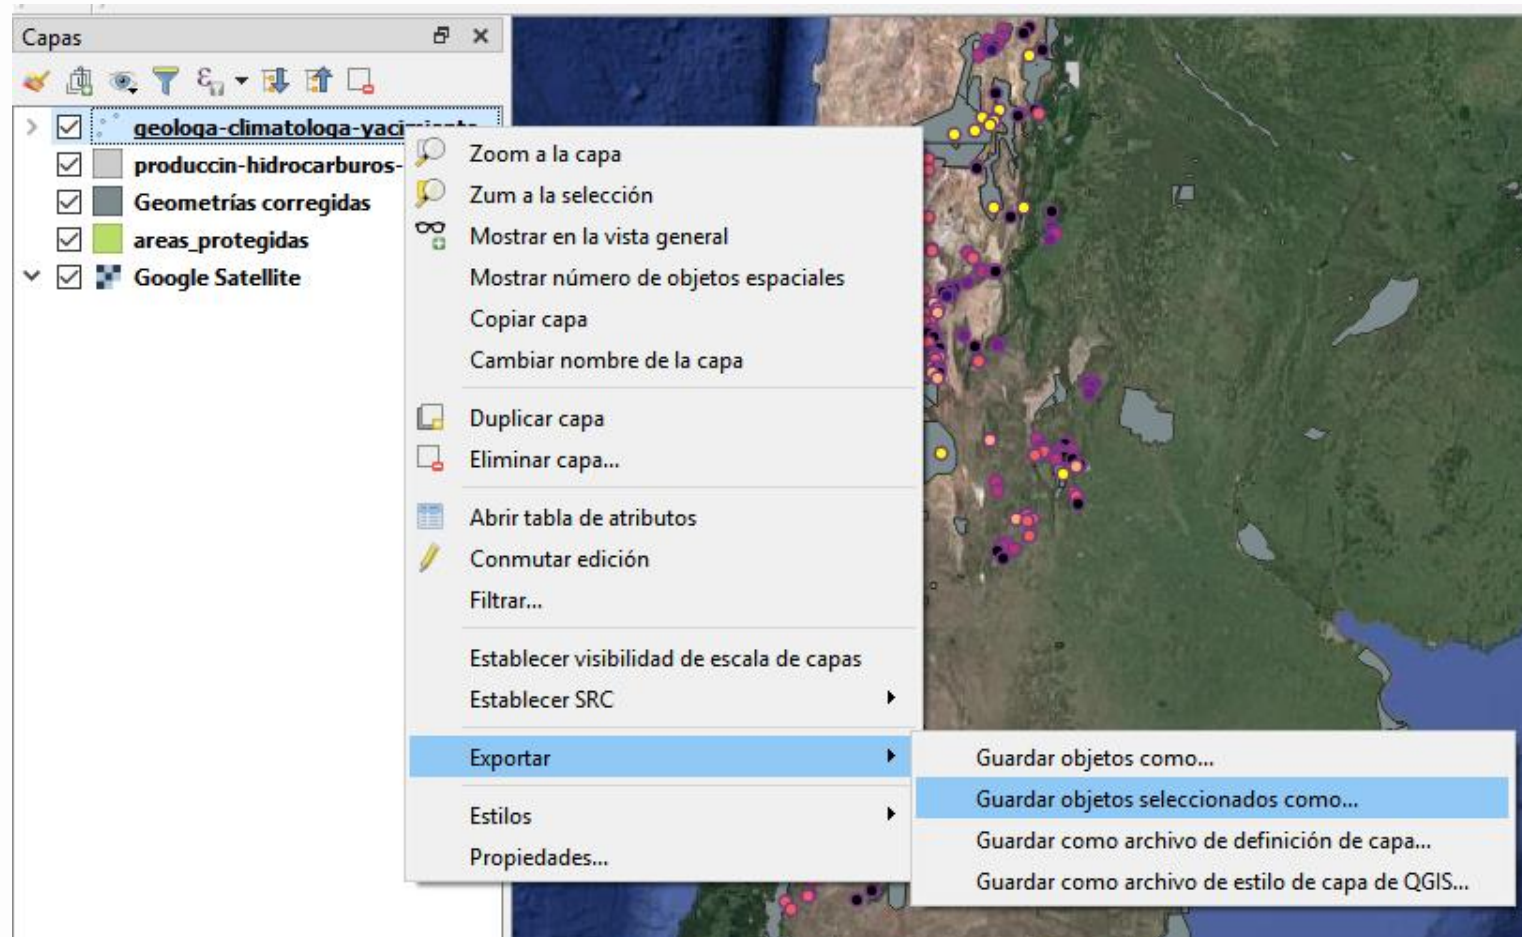 Capas
geologa-climatologa-yacimiento
produccin-hidrocarburos-
Geometrías corregidas
areas_protegidas
Google Satellite
Zoom a la capa
Zum a la selección
Mostrar en la vista general
Mostrar número de objetos espaciales
Copiar capa
Cambiar nombre de la capa
Duplicar capa
Eliminar capa...
Abrir tabla de atributos
Conmutar edición
Filtrar...
Establecer visibilidad de escala de capas
Establecer SRC
Exportar
Estilos
Propiedades...
Guardar objetos como...
Guardar objetos seleccionados como...
Guardar como archivo de definición de capa...
Guardar como archivo de estilo de capa de QGIS...